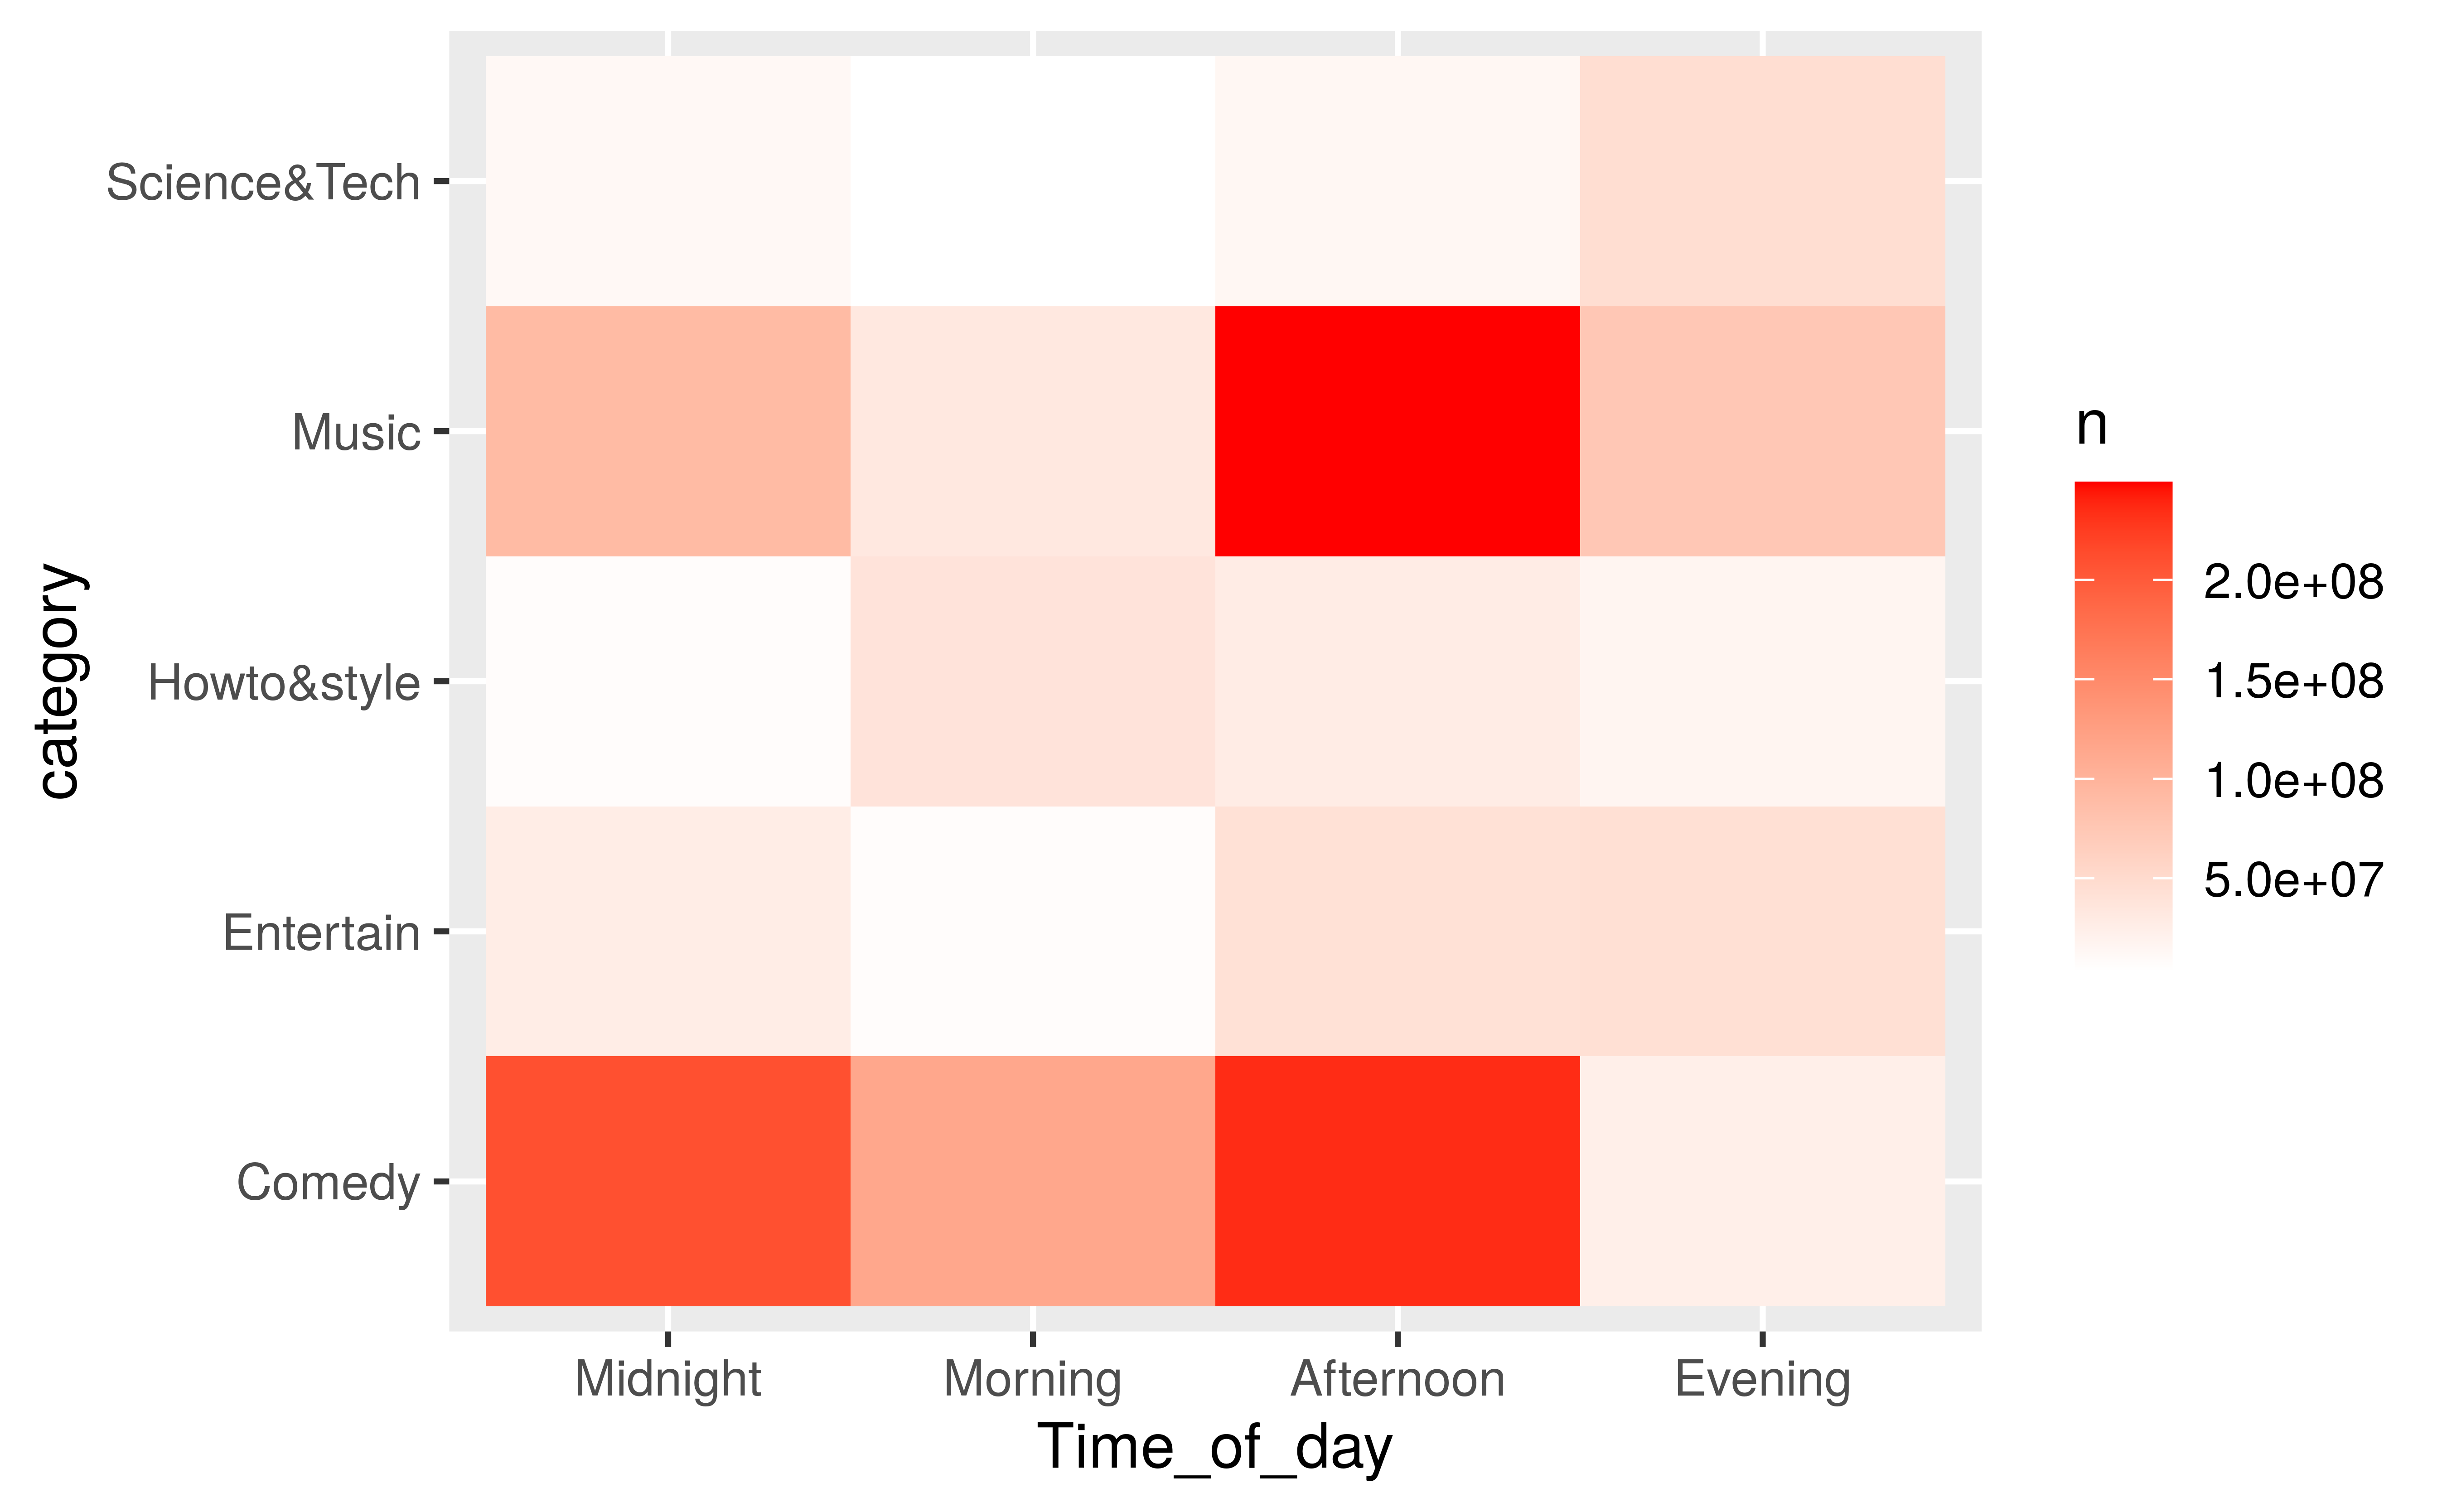 Science&Tech
Music
Howto&style
Entertain
Comedy
category
Midnight Morning Afternoon Evening
Time_of_day
n
2.0e+08
1.5e+08
1.0e+08
5.0e+07